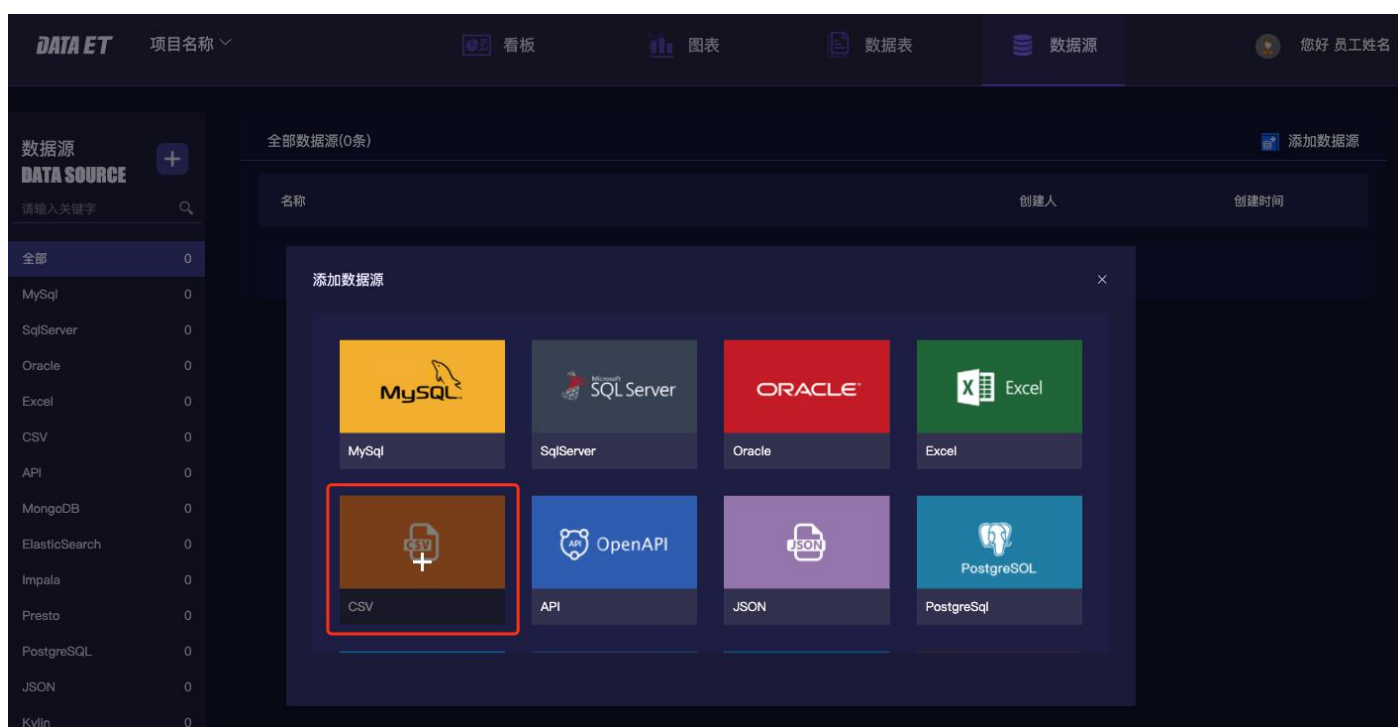 DATA ET 项目名称 看板 图表 数据表 数据源 您好 员工姓名
数据源
DATA SOURCE
请输入关键字
全部 0
MySql 0
SqlServer 0
Oracle 0
Excel 0
CSV 0
API 0
MongoDB 0
ElasticSearch 0
Impala 0
Presto 0
PostgreSQL 0
JSON 0
Kylin 0
全部数据源(0条) 添加数据源
名称 创建人 创建时间
添加数据源 ×
MySQL
MySql
Microsoft
SQL Server
SqlServer
ORACLE
Oracle
X Excel
Excel
CSV
CSV
API OpenAPI
API
JSON
JSON
PostgreSOL
PostgreSql